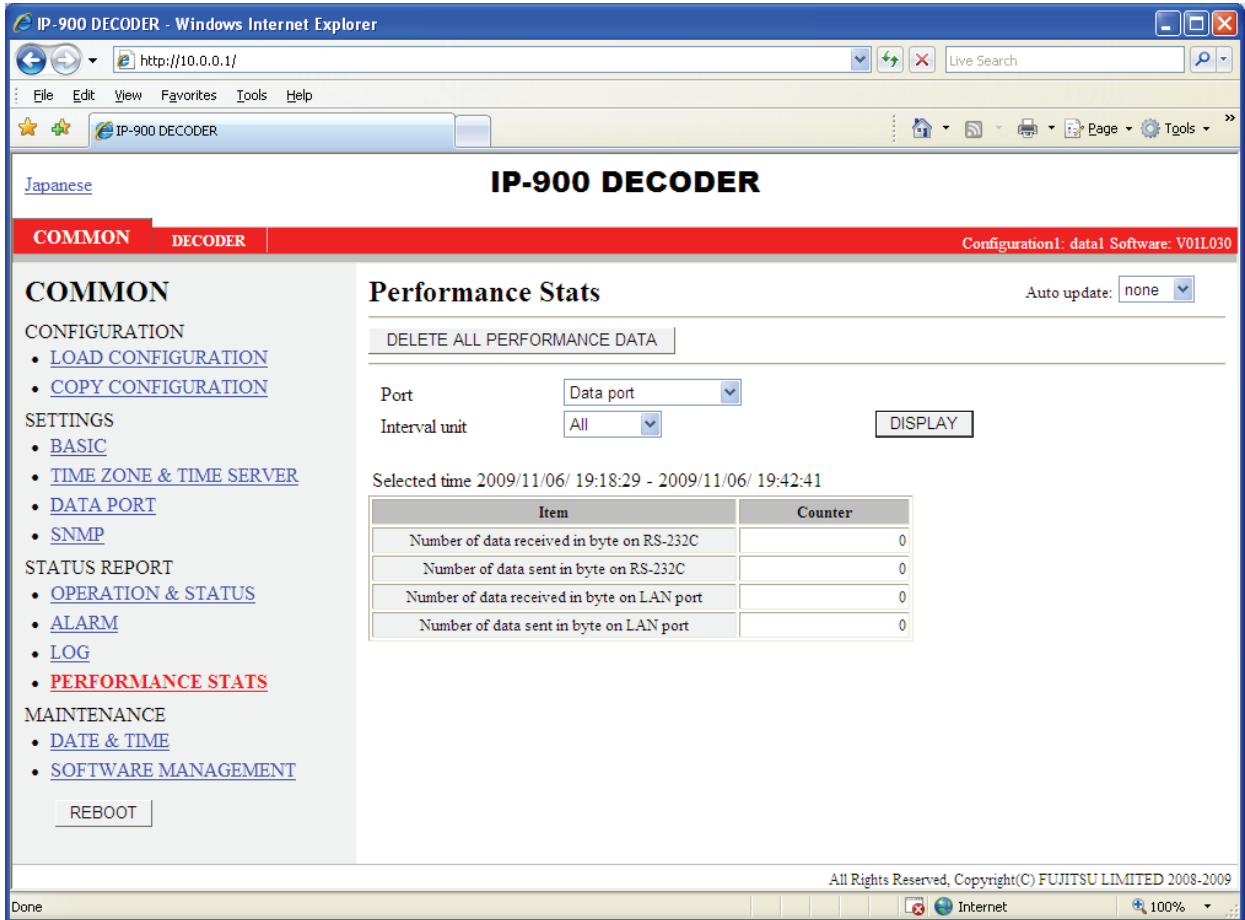 IP-900 DECODER - Windows Internet Explorer
http://10.0.0.1/
Live Search
File Edit View Favorites Tools Help
IP-900 DECODER
Page Tools »
Japanese
IP-900 DECODER
COMMON DECODER
Configuration1: data1 Software: V01L030
COMMON
CONFIGURATION
• LOAD CONFIGURATION
• COPY CONFIGURATION
SETTINGS
• BASIC
• TIME ZONE & TIME SERVER
• DATA PORT
• SNMP
STATUS REPORT
• OPERATION & STATUS
• ALARM
• LOG
• PERFORMANCE STATS
MAINTENANCE
• DATE & TIME
• SOFTWARE MANAGEMENT
REBOOT
Performance Stats
Auto update: none
DELETE ALL PERFORMANCE DATA
Port Data port
Interval unit All DISPLAY
Selected time 2009/11/06/ 19:18:29 - 2009/11/06/ 19:42:41
Item Counter
Number of data received in byte on RS-232C 0
Number of data sent in byte on RS-232C 0
Number of data received in byte on LAN port 0
Number of data sent in byte on LAN port 0
All Rights Reserved, Copyright(C) FUJITSU LIMITED 2008-2009
Done Internet 100%